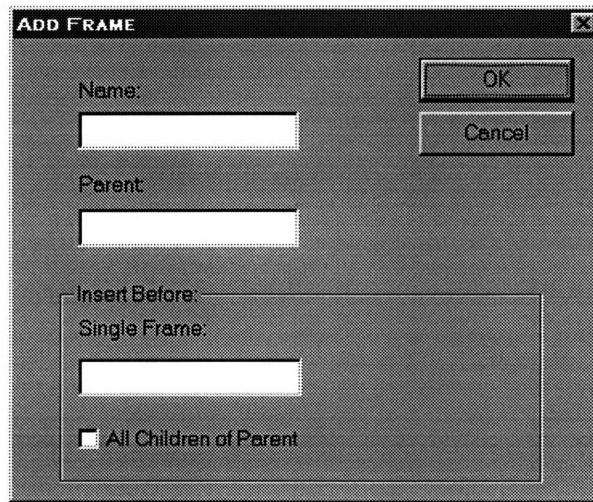 ADD FRAME
Name:
OK
Cancel
Parent:
Insert Before:
Single Frame:
All Children of Parent